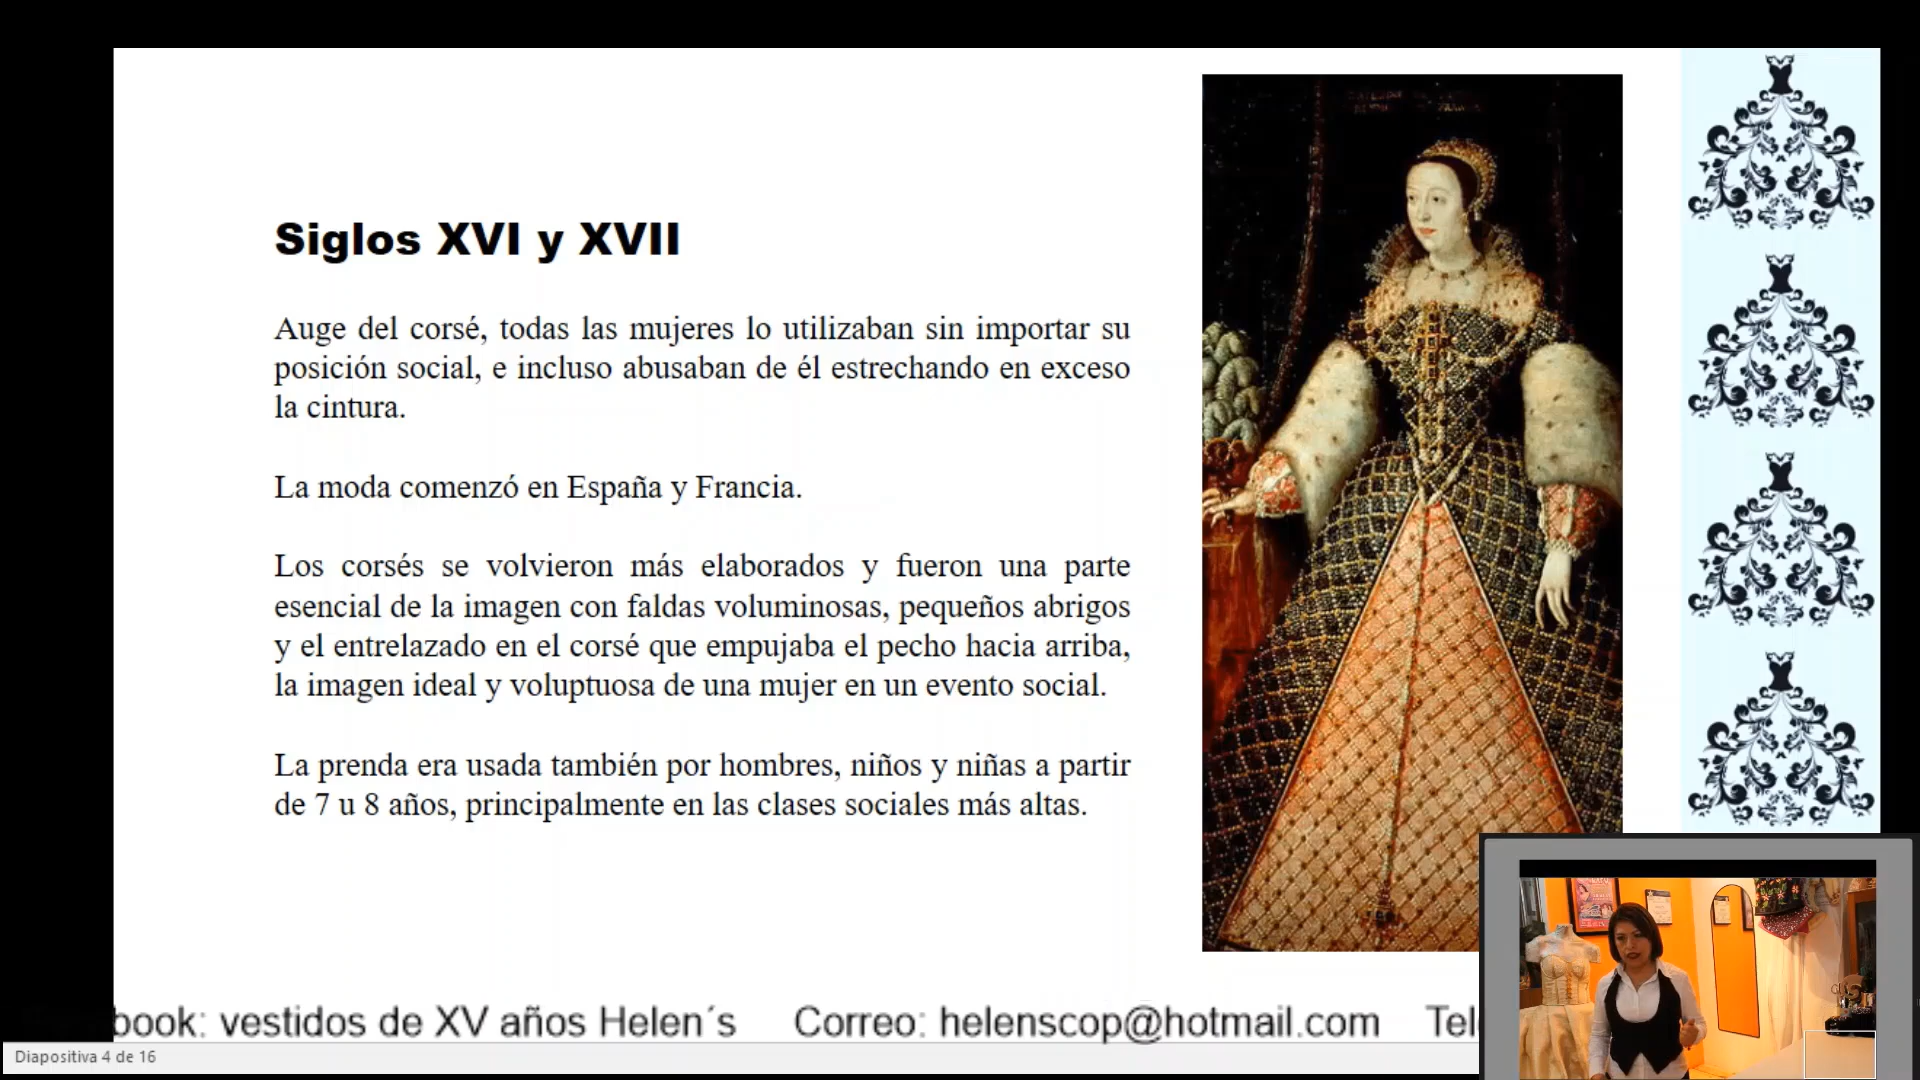 Siglos XVI y XVII
Auge del corsé, todas las mujeres lo utilizaban sin importar su
posición social, e incluso abusaban de él estrechando en exceso
la cintura.
La moda comenzó en España y Francia.
Los corsés se volvieron más elaborados y fueron una parte
esencial de la imagen con faldas voluminosas, pequeños abrigos
y el entrelazado en el corsé que empujaba el pecho hacia arriba,
la imagen ideal y voluptuosa de una mujer en un evento social.
La prenda era usada también por hombres, niños y niñas a partir
de 7 u 8 años, principalmente en las clases sociales más altas.
book: vestidos de XV años Helen´s Correo: helenscop@hotmail.com Tel
Diapositiva 4 de 16